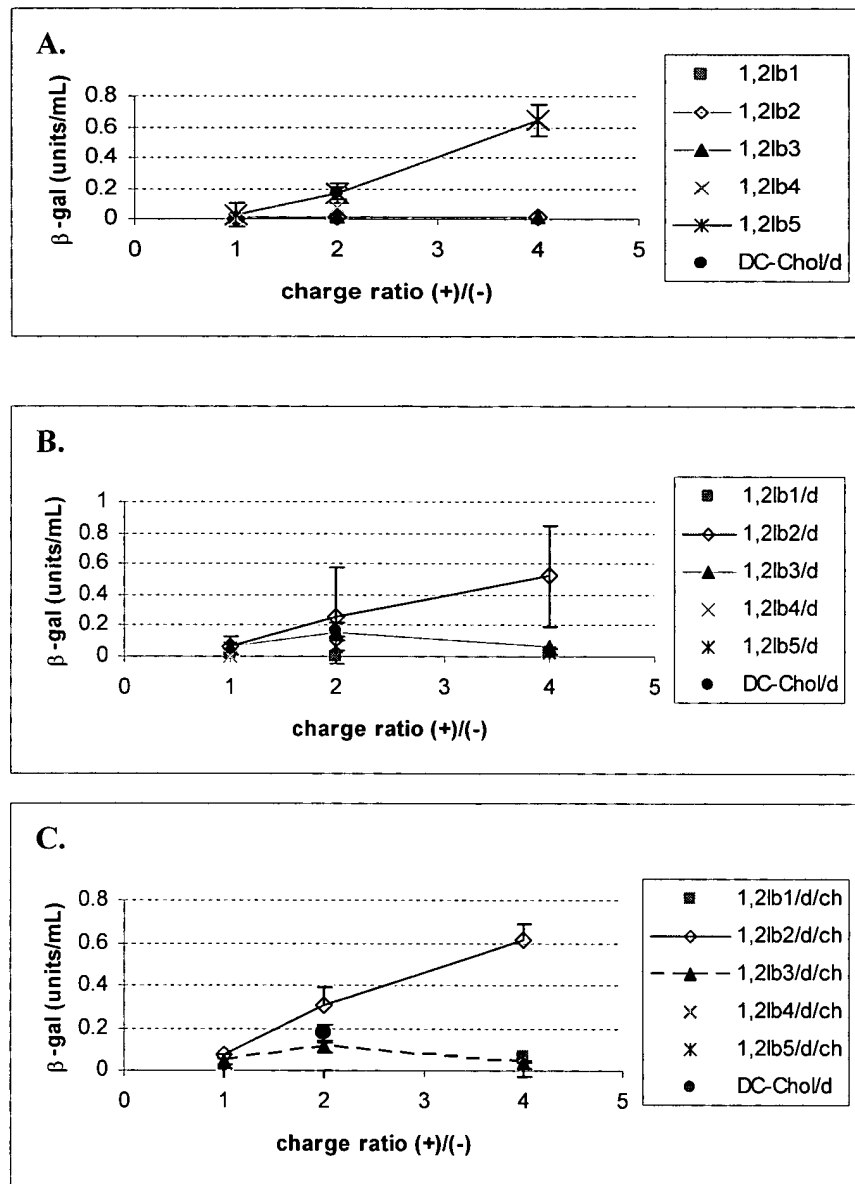 A.
β-gal (units/mL)
0.8
0.6
0.4
0.2
0
0 1 2 3 4 5
charge ratio (+)/(-)
1,2lb1
1,2lb2
1,2lb3
1,2lb4
1,2lb5
DC-Chol/d
B.
β-gal (units/mL)
1
0.8
0.6
0.4
0.2
0
0 1 2 3 4 5
charge ratio (+)/(-)
1,2lb1/d
1,2lb2/d
1,2lb3/d
1,2lb4/d
1,2lb5/d
DC-Chol/d
C.
β-gal (units/mL)
0.8
0.6
0.4
0.2
0
0 1 2 3 4 5
charge ratio (+)/(-)
1,2lb1/d/ch
1,2lb2/d/ch
1,2lb3/d/ch
1,2lb4/d/ch
1,2lb5/d/ch
DC-Chol/d